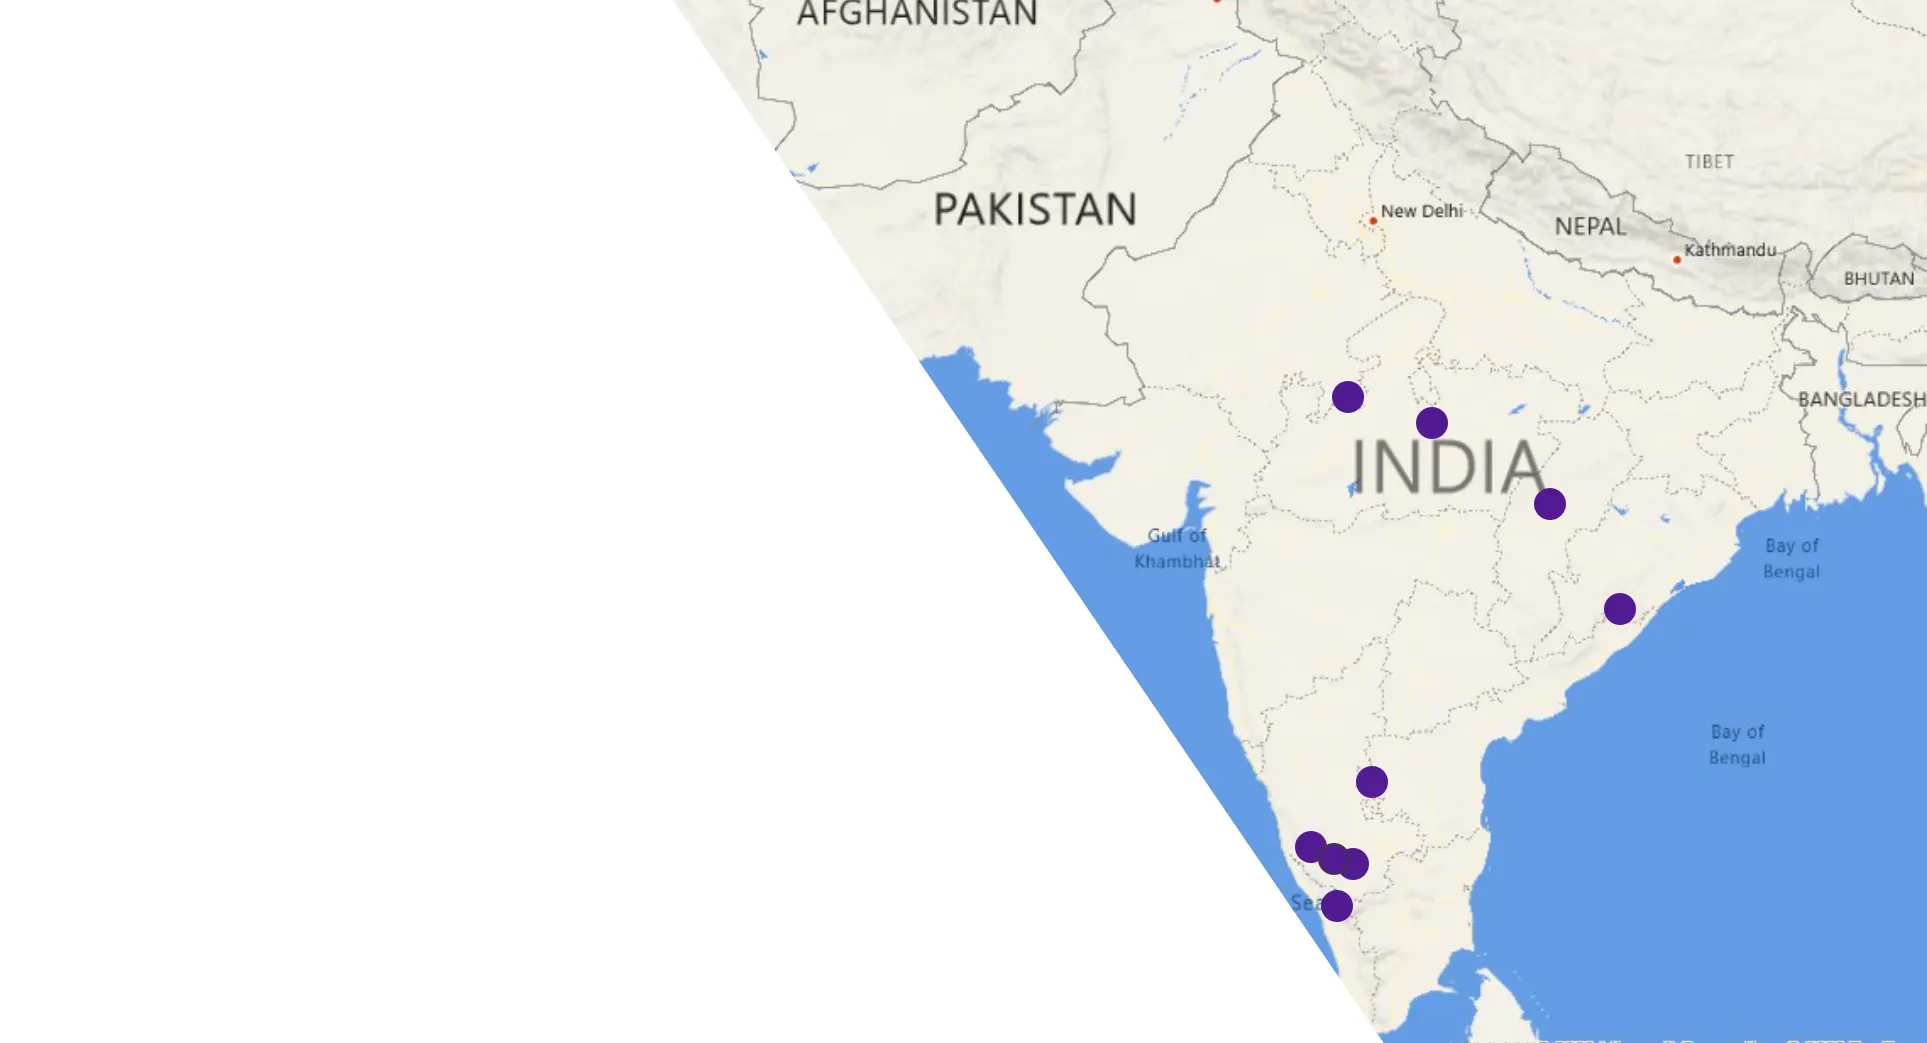 AFGHANISTAN
TIBET
PAKISTAN
New Delhi
NEPAL
Kathmandu
BHUTAN
BANGLADESH
INDIA
Gulf of
Khambhat
Bay of
Bengal
Bay of
Bengal
Sea